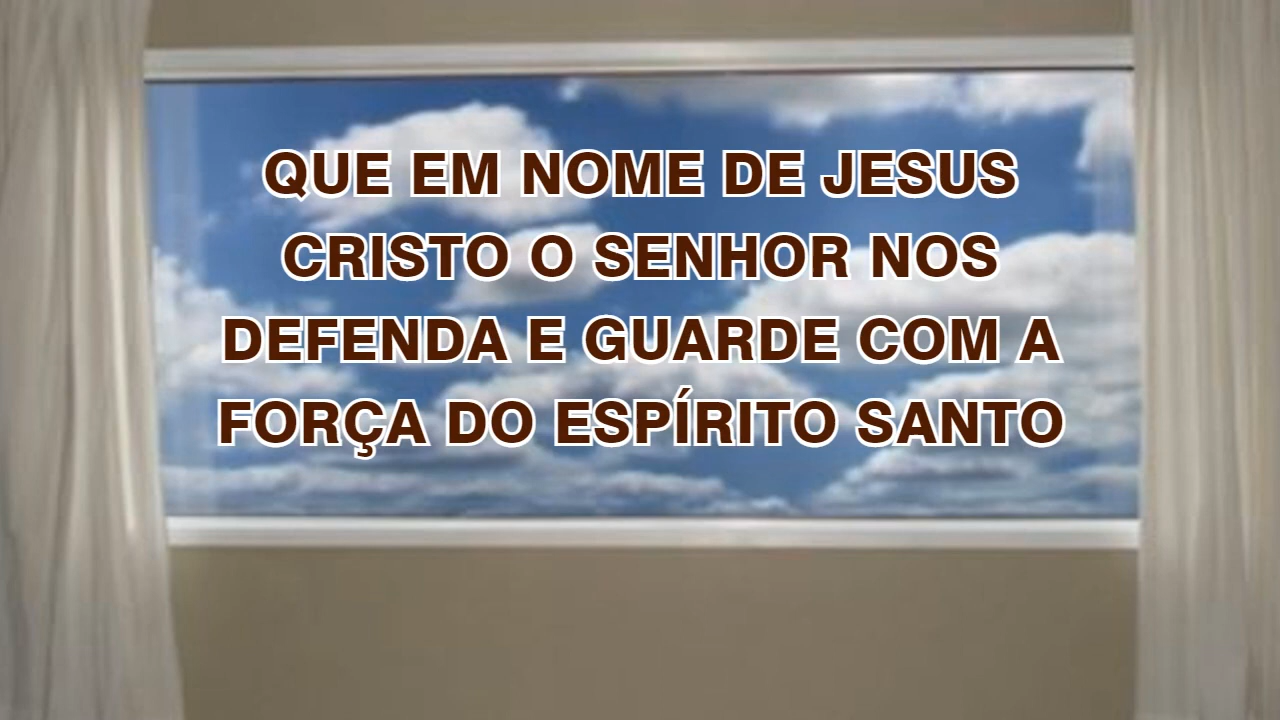 QUE EM NOME DE JESUS
CRISTO O SENHOR NOS
DEFENDA E GUARDE COM A
FORÇA DO ESPÍRITO SANTO